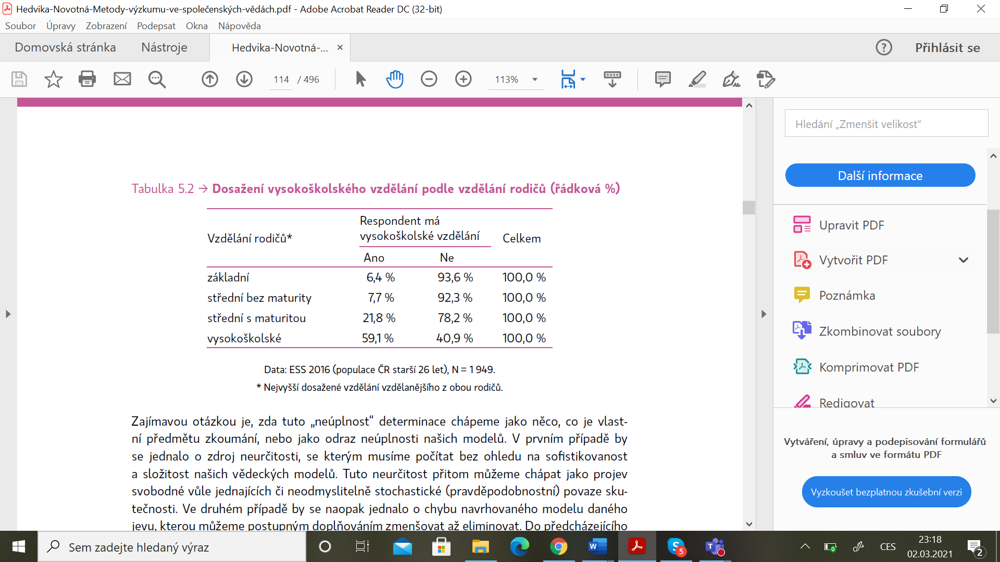 Hedvika-Novotná-Metody-výzkumu-ve-společenských-vědách.pdf - Adobe Acrobat Reader DC (32-bit)
Soubor Úpravy Zobrazení Podepsat Okna Nápověda
Domovská stránka Nástroje Hedvika-Novotná-... × ? Přihlásit se
114 / 496 113%
Tabulka 5.2 → Dosažení vysokoškolského vzdělání podle vzdělání rodičů (řádková %)
Vzdělání rodičů*
Respondent má
vysokoškolské vzdělání
Celkem
Ano Ne
základní 6,4 % 93,6 % 100,0 %
střední bez maturity 7,7 % 92,3 % 100,0 %
střední s maturitou 21,8 % 78,2 % 100,0 %
vysokoškolské 59,1 % 40,9 % 100,0 %
Data: ESS 2016 (populace ČR starší 26 let), N = 1 949.
* Nejvyšší dosažené vzdělání vzdělanějšího z obou rodičů.
Zajímavou otázkou je, zda tuto „neúplnost“ determinace chápeme jako něco, co je vlast-
ní předmětu zkoumání, nebo jako odraz neúplnosti našich modelů. V prvním případě by
se jednalo o zdroj neurčitosti, se kterým musíme počítat bez ohledu na sofistikovanost
a složitost našich vědeckých modelů. Tuto neurčitost přitom můžeme chápat jako projev
svobodné vůle jednajících či neodmyslitelně stochastické (pravděpodobnostní) povaze sku-
tečnosti. Ve druhém případě by se naopak jednalo o chybu navrhovaného modelu daného
jevu, kterou můžeme postupným doplňováním zmenšovat až eliminovat. Do předcházejícího
Hledání „Zmenšit velikost“
Další informace
Upravit PDF
Vytvořit PDF
Poznámka
Zkombinovat soubory
Komprimovat PDF
Redigovat
Vytváření, úpravy a podepisování formulářů
a smluv ve formátu PDF
Vyzkoušet bezplatnou zkušební verzi
Sem zadejte hledaný výraz
W
S 5
T
CES
23:18
02.03.2021
2